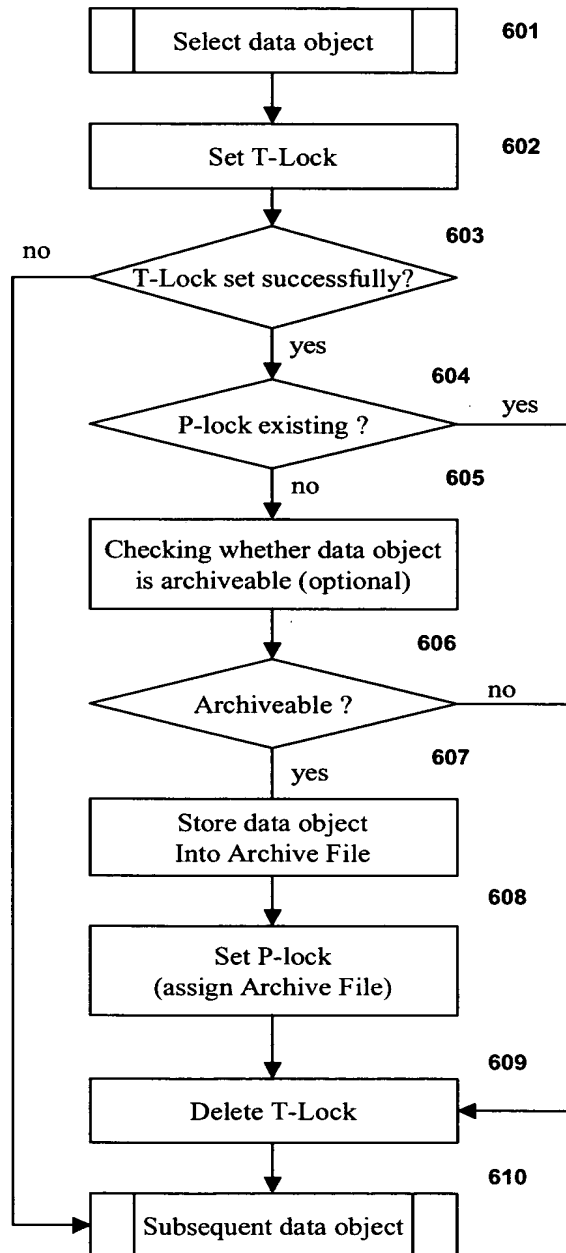 Select data object
601
Set T-Lock
602
603
no
T-Lock set successfully?
yes
604
P-lock existing ?
yes
605
no
Checking whether data object
is archiveable (optional)
606
Archiveable ?
no
607
yes
Store data object
Into Archive File
608
Set P-lock
(assign Archive File)
609
Delete T-Lock
610
Subsequent data object